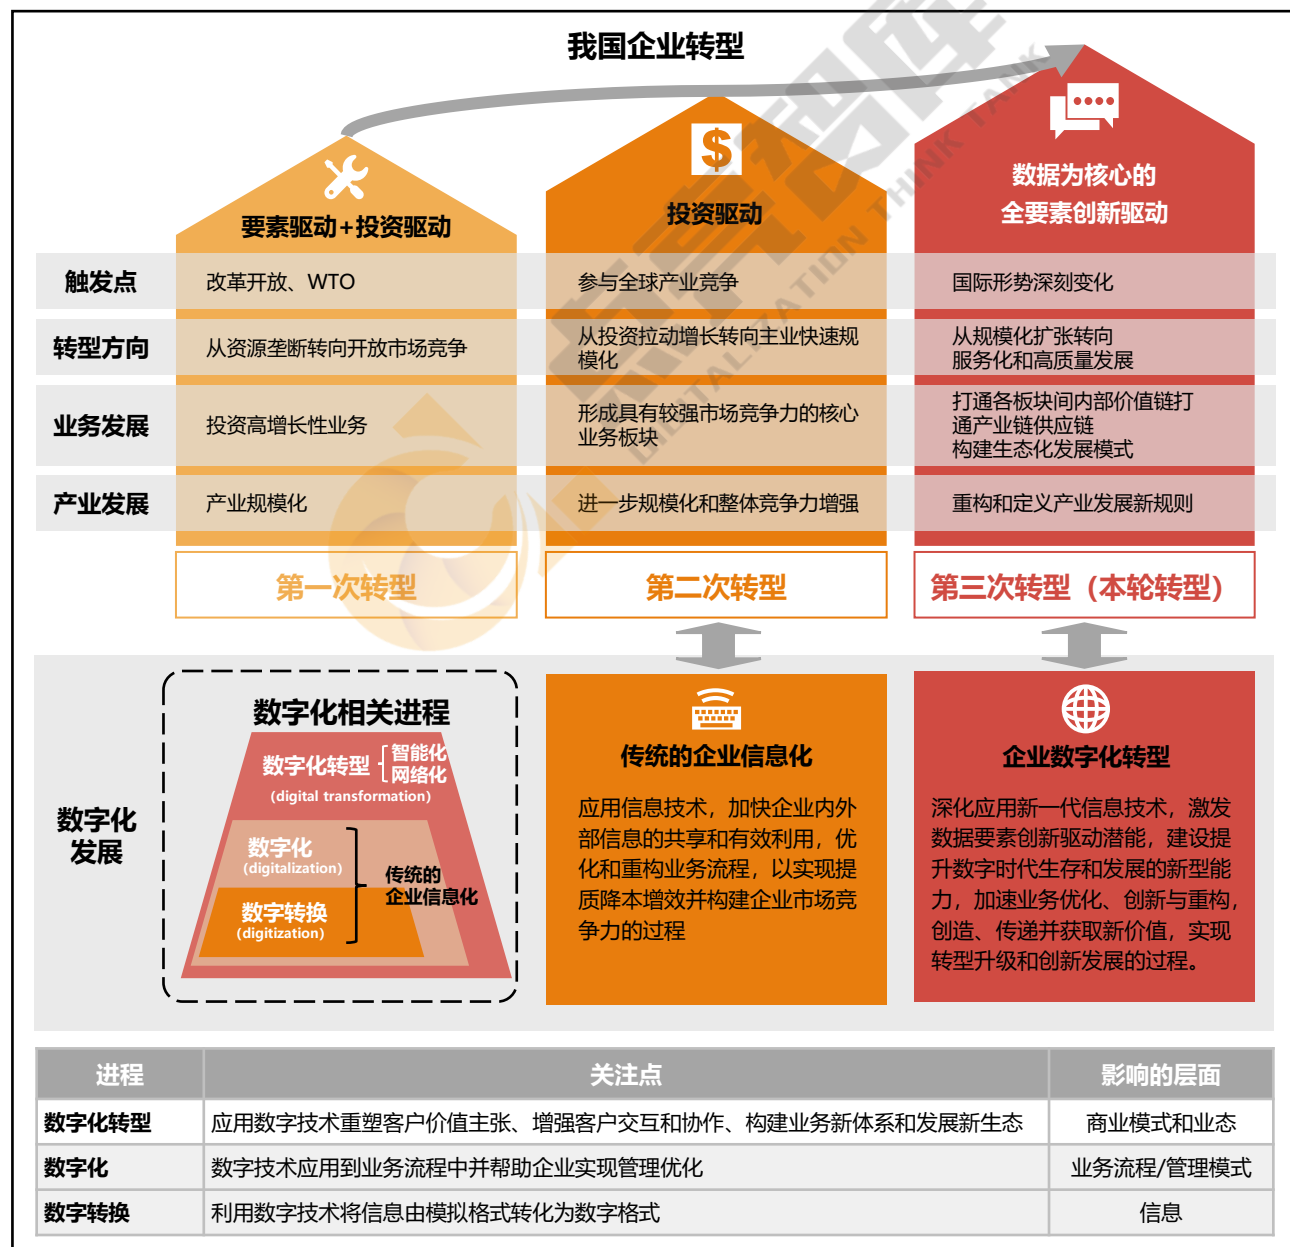 我国企业转型
要素驱动+投资驱动
投资驱动
数据为核心的
全要素创新驱动
触发点
改革开放、WTO
参与全球产业竞争
国际形势深刻变化
转型方向
从资源垄断转向开放市场竞争
从投资拉动增长转向主业快速规
模化
从规模化扩张转向
服务化和高质量发展
业务发展
投资高增长性业务
形成具有较强市场竞争力的核心
业务板块
打通各板块间内部价值链打
通产业链供应链
构建生态化发展模式
产业发展
产业规模化
进一步规模化和整体竞争力增强
重构和定义产业发展新规则
第一次转型
第二次转型
第三次转型（本轮转型）
数字化
发展
数字化相关进程
数字化转型
智能化
网络化
(digital transformation)
数字化
(digitalization)
数字转换
(digitization)
传统的
企业信息化
传统的企业信息化
应用信息技术，加快企业内外
部信息的共享和有效利用，优
化和重构业务流程，以实现提
质降本增效并构建企业市场竞
争力的过程
企业数字化转型
深化应用新一代信息技术，激发
数据要素创新驱动潜能，建设提
升数字时代生存和发展的新型能
力，加速业务优化、创新与重构，
创造、传递并获取新价值，实现
转型升级和创新发展的过程。
进程 关注点 影响的层面
数字化转型 应用数字技术重塑客户价值主张、增强客户交互和协作、构建业务新体系和发展新生态 商业模式和业态
数字化 数字技术应用到业务流程中并帮助企业实现管理优化 业务流程/管理模式
数字转换 利用数字技术将信息由模拟格式转化为数字格式 信息
点亮智库
DIGITALIZATION THINK TANK